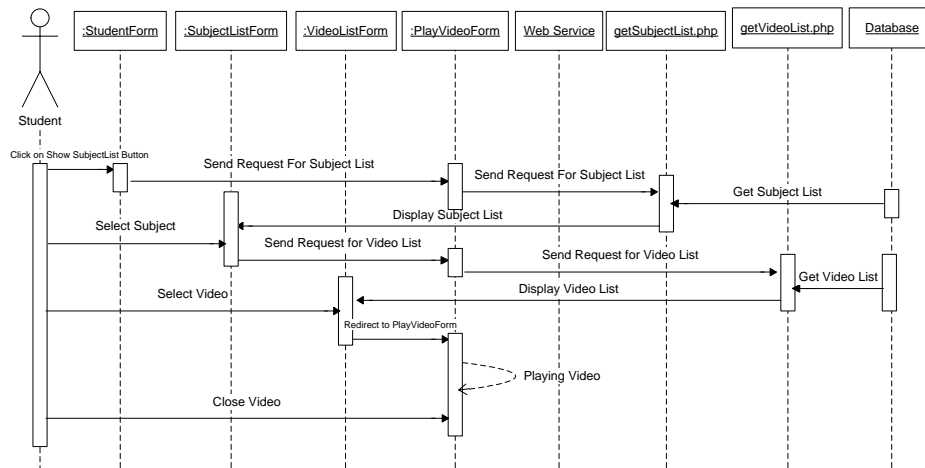 :StudentForm
:SubjectListForm
:VideoListForm
:PlayVideoForm
Web Service
getSubjectList.php
getVideoList.php
Database
Student
Click on Show SubjectList Button
Send Request For Subject List
Send Request For Subject List
Get Subject List
Display Subject List
Select Subject
Send Request for Video List
Send Request for Video List
Get Video List
Display Video List
Select Video
Redirect to PlayVideoForm
Playing Video
Close Video